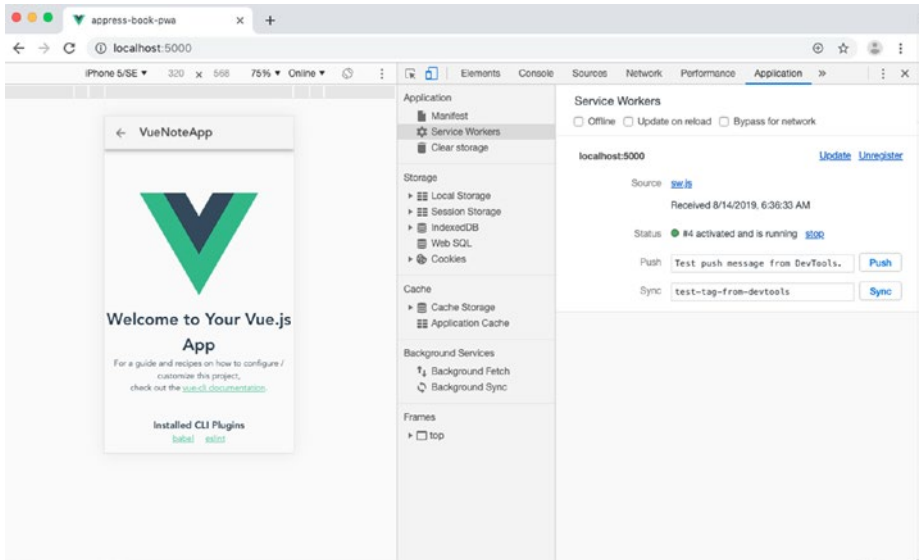 appress-book-pwa
localhost:5000
iPhone 5/SE 320 x 568 75% Online
Elements Console Sources Network Performance Application »
VueNoteApp
Welcome to Your Vue.js
App
For a guide and recipes on how to configure /
customize this project,
check out the vue-cli documentation.
Installed CLI Plugins
babel eslint
Application
Manifest
Service Workers
Clear storage
Storage
Local Storage
Session Storage
IndexedDB
Web SQL
Cookies
Cache
Cache Storage
Application Cache
Background Services
Background Fetch
Background Sync
Frames
top
Service Workers
Offline Update on reload Bypass for network
localhost:5000 Update Unregister
Source sw.js
Received 8/14/2019, 6:36:33 AM
Status #4 activated and is running stop
Push Test push message from DevTools. Push
Sync test-tag-from-devtools Sync